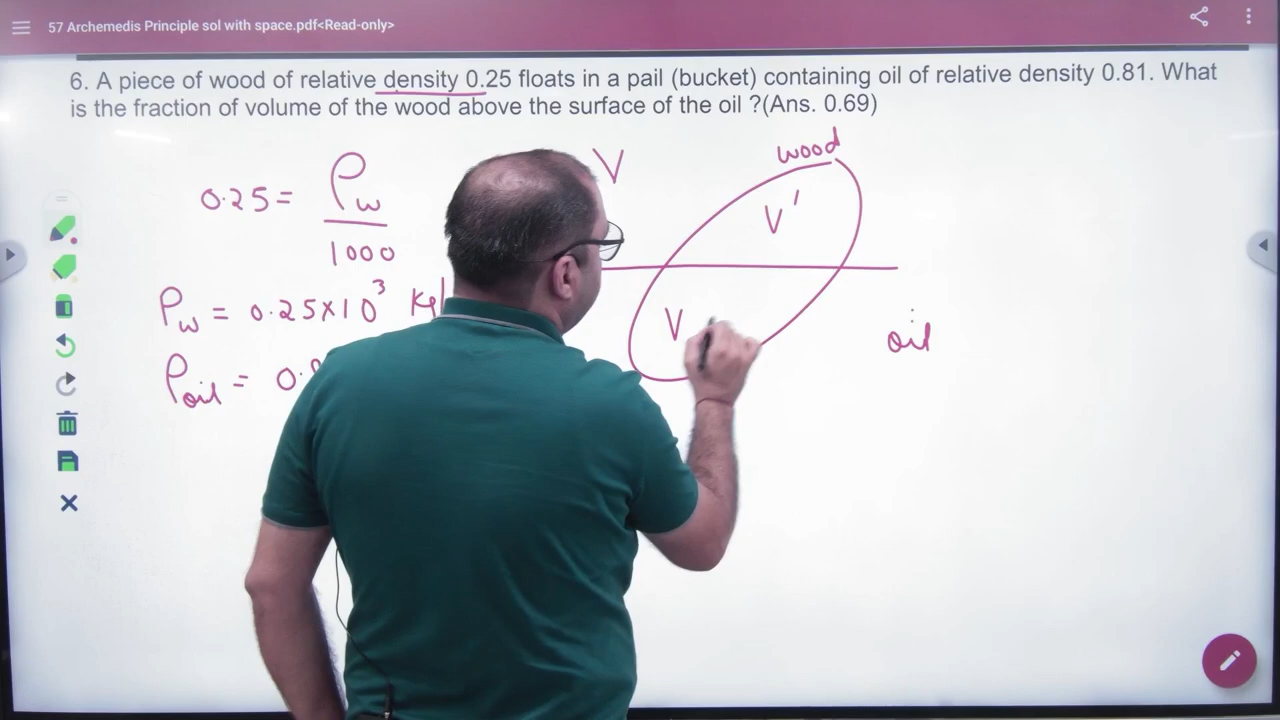 57 Archemedis Principle sol with space.pdf<Read-only>
6. A piece of wood of relative density 0.25 floats in a pail (bucket) containing oil of relative density 0.81. What
is the fraction of volume of the wood above the surface of the oil ?(Ans. 0.69)
V
wood
0.25 = ρw
1000
V'
ρw = 0.25×10³ Kg/
V
oil
ρoil = 0.